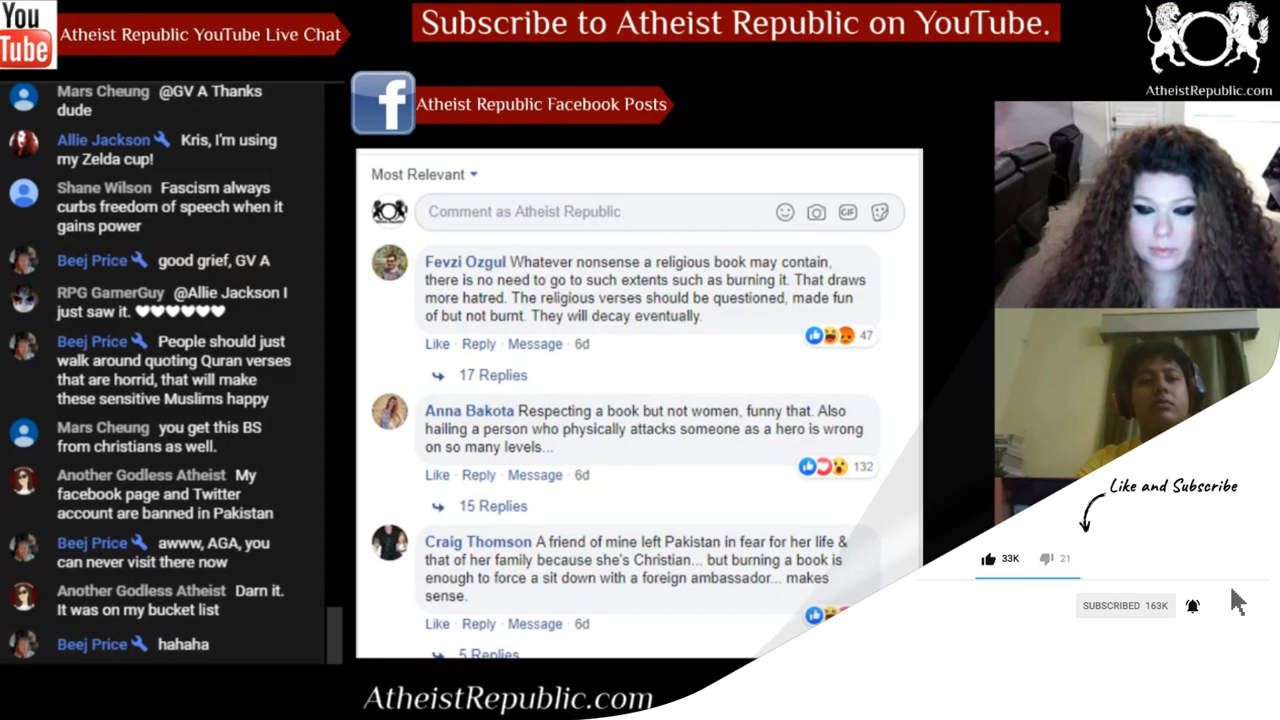 You
Tube
Atheist Republic YouTube Live Chat
Subscribe to Atheist Republic on YouTube.
AtheistRepublic.com
Mars Cheung @GV A Thanks
dude
Allie Jackson Kris, I'm using
my Zelda cup!
Shane Wilson Fascism always
curbs freedom of speech when it
gains power
Beej Price good grief, GV A
RPG GamerGuy @Allie Jackson I
just saw it. 🤍🤍🤍🤍🤍🤍
Beej Price People should just
walk around quoting Quran verses
that are horrid, that will make
these sensitive Muslims happy
Mars Cheung you get this BS
from christians as well.
Another Godless Atheist My
facebook page and Twitter
account are banned in Pakistan
Beej Price awww, AGA, you
can never visit there now
Another Godless Atheist Darn it.
It was on my bucket list
Beej Price hahaha
f
Atheist Republic Facebook Posts
Most Relevant
Comment as Atheist Republic
GIF
Fevzi Ozgul Whatever nonsense a religious book may contain,
there is no need to go to such extents such as burning it. That draws
more hatred. The religious verses should be questioned, made fun
of but not burnt. They will decay eventually.
47
Like · Reply · Message · 6d
17 Replies
Anna Bakota Respecting a book but not women, funny that. Also
hailing a person who physically attacks someone as a hero is wrong
on so many levels...
132
Like · Reply · Message · 6d
15 Replies
Craig Thomson A friend of mine left Pakistan in fear for her life &
that of her family because she's Christian... but burning a book is
enough to force a sit down with a foreign ambassador... makes
sense.
Like · Reply · Message · 6d
5 Replies
AtheistRepublic.com
Like and Subscribe
33K
21
SUBSCRIBED 163K